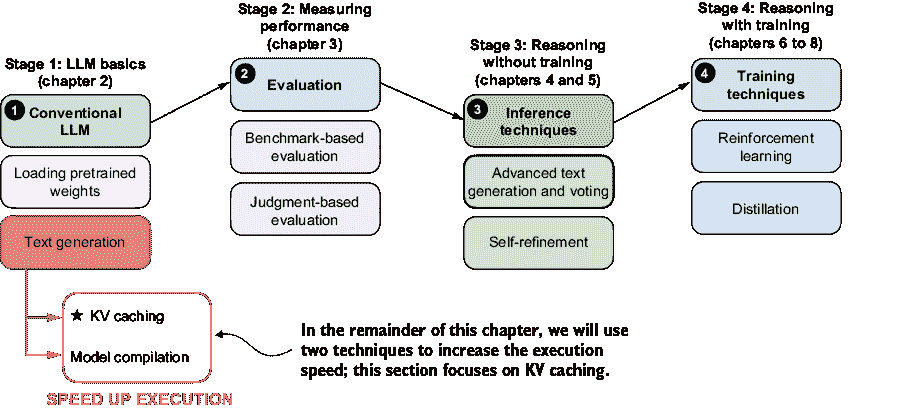 Stage 1: LLM basics
(chapter 2)
1
Conventional
LLM
Loading pretrained
weights
Text generation
★ KV caching
Model compilation
SPEED UP EXECUTION
Stage 2: Measuring
performance
(chapter 3)
2
Evaluation
Benchmark-based
evaluation
Judgment-based
evaluation
Stage 3: Reasoning
without training
(chapters 4 and 5)
3
Inference
techniques
Advanced text
generation and voting
Self-refinement
Stage 4: Reasoning
with training
(chapters 6 to 8)
4
Training
techniques
Reinforcement
learning
Distillation
In the remainder of this chapter, we will use
two techniques to increase the execution
speed; this section focuses on KV caching.